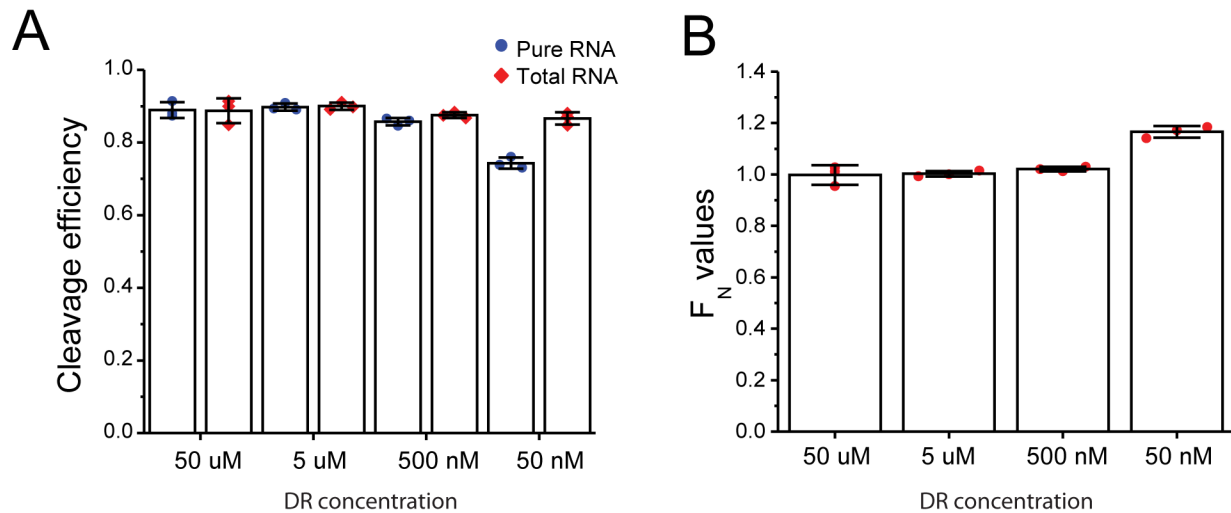 A
Pure RNA
Total RNA
Cleavage efficiency
1.0
0.8
0.6
0.4
0.2
0.0
50 uM 5 uM 500 nM 50 nM
DR concentration
B
F_N values
1.4
1.2
1.0
0.8
0.6
0.4
0.2
0.0
50 uM 5 uM 500 nM 50 nM
DR concentration